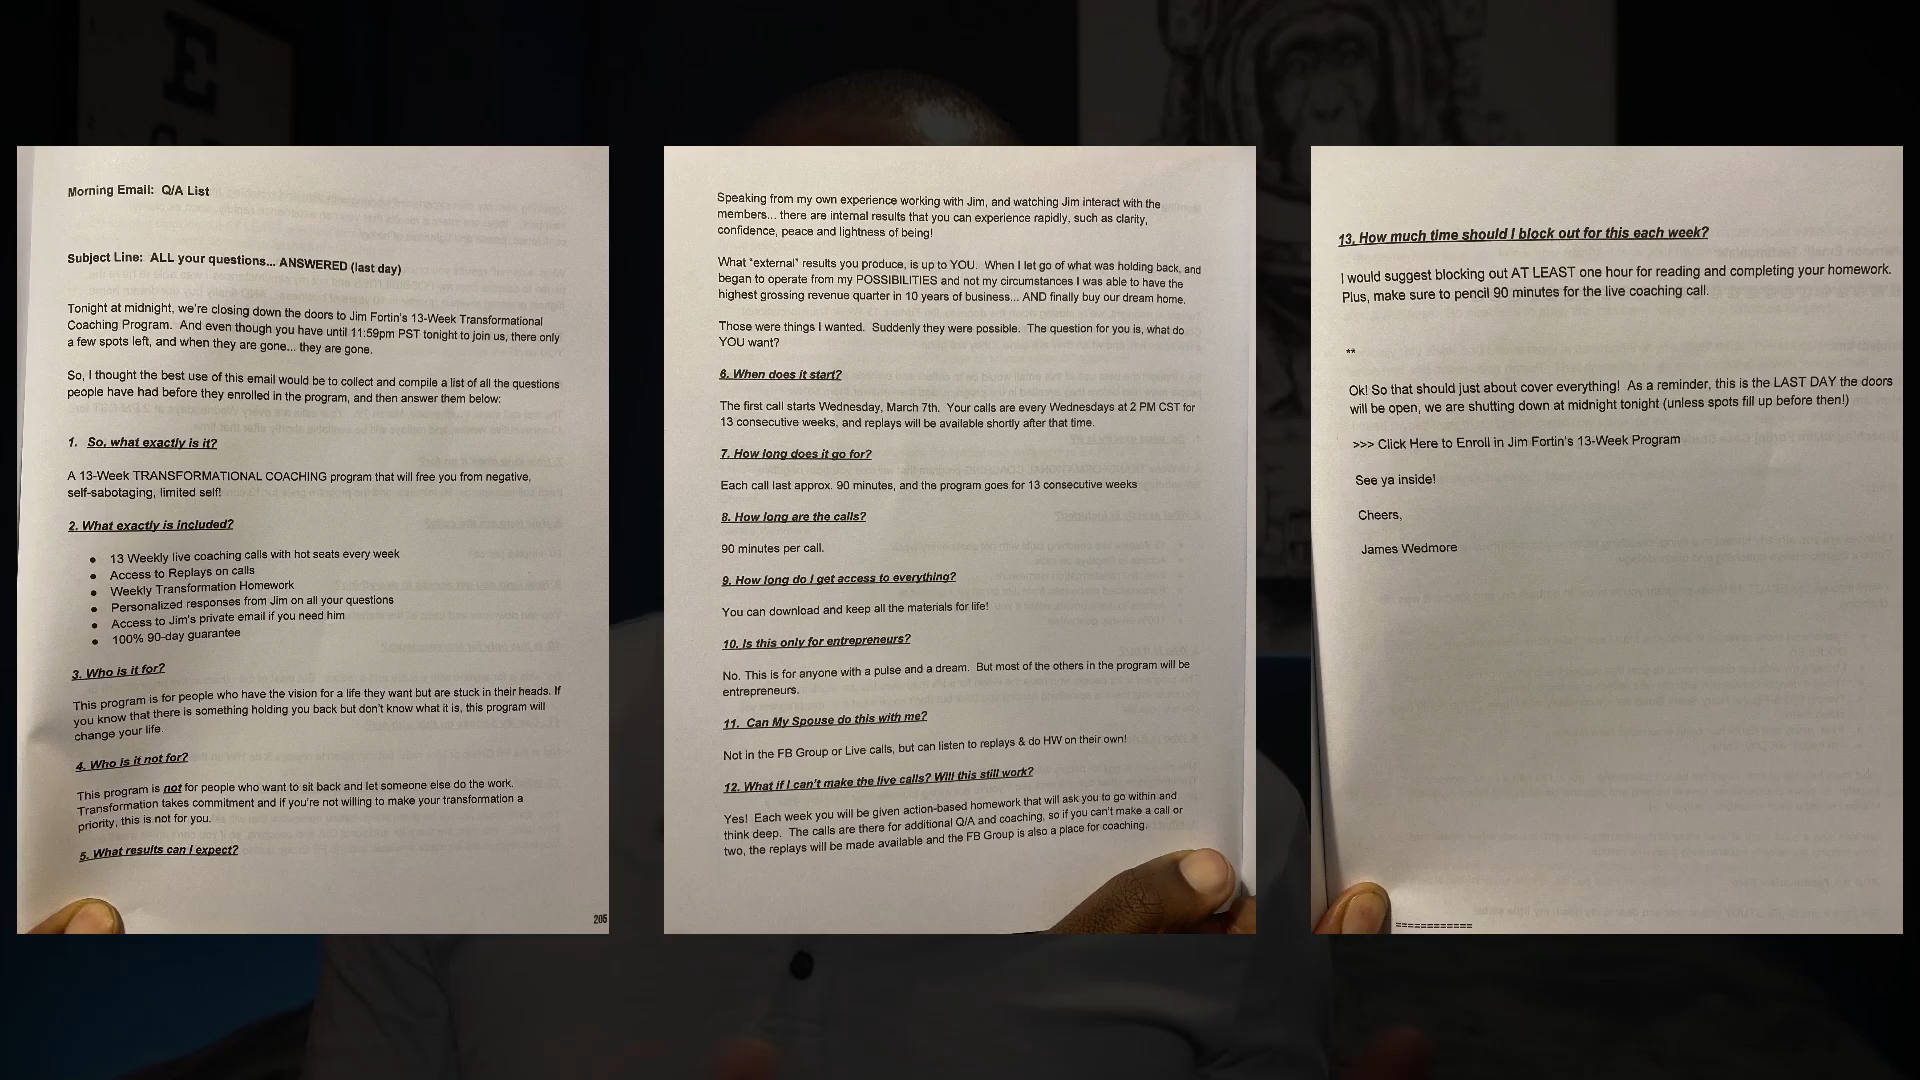 Morning Email: Q/A List
Subject Line: ALL your questions... ANSWERED (last day)
Tonight at midnight, we're closing down the doors to Jim Fortin's 13-Week Transformational
Coaching Program. And even though you have until 11:59pm PST tonight to join us, there only
a few spots left, and when they are gone... they are gone.
So, I thought the best use of this email would be to collect and compile a list of all the questions
people have had before they enrolled in the program, and then answer them below:
1. So, what exactly is it?
A 13-Week TRANSFORMATIONAL COACHING program that will free you from negative,
self-sabotaging, limited self!
2. What exactly is included?
● 13 Weekly live coaching calls with hot seats every week
● Access to Replays on calls
● Weekly Transformation Homework
● Personalized responses from Jim on all your questions
● Access to Jim's private email if you need him
● 100% 90-day guarantee
3. Who is it for?
This program is for people who have the vision for a life they want but are stuck in their heads. If
you know that there is something holding you back but don't know what it is, this program will
change your life.
4. Who is it not for?
This program is not for people who want to sit back and let someone else do the work.
Transformation takes commitment and if you're not willing to make your transformation a
priority, this is not for you.
5. What results can I expect?
205
Speaking from my own experience working with Jim, and watching Jim interact with the
members... there are internal results that you can experience rapidly, such as clarity,
confidence, peace and lightness of being!
What "external" results you produce, is up to YOU. When I let go of what was holding back, and
began to operate from my POSSIBILITIES and not my circumstances I was able to have the
highest grossing revenue quarter in 10 years of business... AND finally buy our dream home.
Those were things I wanted. Suddenly they were possible. The question for you is, what do
YOU want?
6. When does it start?
The first call starts Wednesday, March 7th. Your calls are every Wednesdays at 2 PM CST for
13 consecutive weeks, and replays will be available shortly after that time.
7. How long does it go for?
Each call last approx. 90 minutes, and the program goes for 13 consecutive weeks
8. How long are the calls?
90 minutes per call.
9. How long do I get access to everything?
You can download and keep all the materials for life!
10. Is this only for entrepreneurs?
No. This is for anyone with a pulse and a dream. But most of the others in the program will be
entrepreneurs.
11. Can My Spouse do this with me?
Not in the FB Group or Live calls, but can listen to replays & do HW on their own!
12. What if I can't make the live calls? Will this still work?
Yes! Each week you will be given action-based homework that will ask you to go within and
think deep. The calls are there for additional Q/A and coaching, so if you can't make a call or
two, the replays will be made available and the FB Group is also a place for coaching.
13. How much time should I block out for this each week?
I would suggest blocking out AT LEAST one hour for reading and completing your homework.
Plus, make sure to pencil 90 minutes for the live coaching call.
**
Ok! So that should just about cover everything! As a reminder, this is the LAST DAY the doors
will be open, we are shutting down at midnight tonight (unless spots fill up before then!)
>>> Click Here to Enroll in Jim Fortin's 13-Week Program
See ya inside!
Cheers,
James Wedmore
============